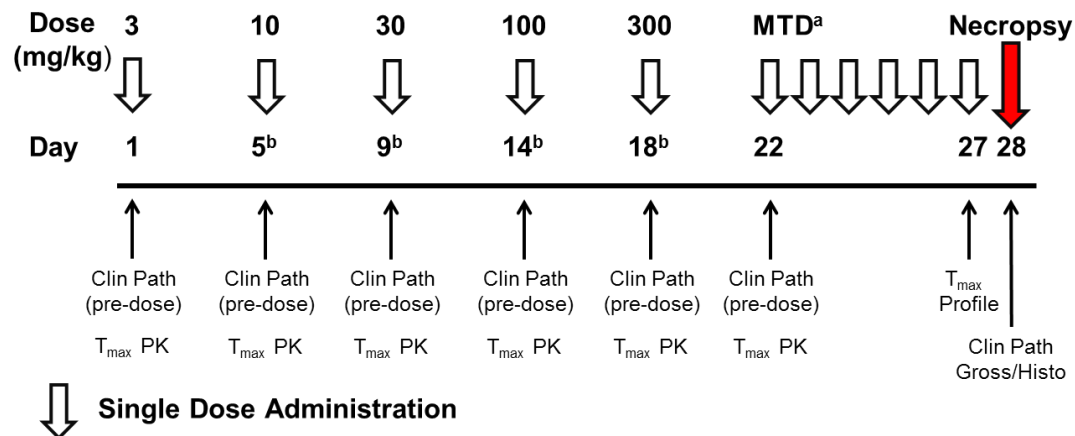 Dose 3 10 30 100 300 MTDᵃ Necropsy
(mg/kg)
Day 1 5ᵇ 9ᵇ 14ᵇ 18ᵇ 22 27 28
Clin Path Clin Path Clin Path Clin Path Clin Path Clin Path Tmax
(pre-dose) (pre-dose) (pre-dose) (pre-dose) (pre-dose) (pre-dose) Profile
Tmax PK Tmax PK Tmax PK Tmax PK Tmax PK Tmax PK Clin Path
Gross/Histo
Single Dose Administration